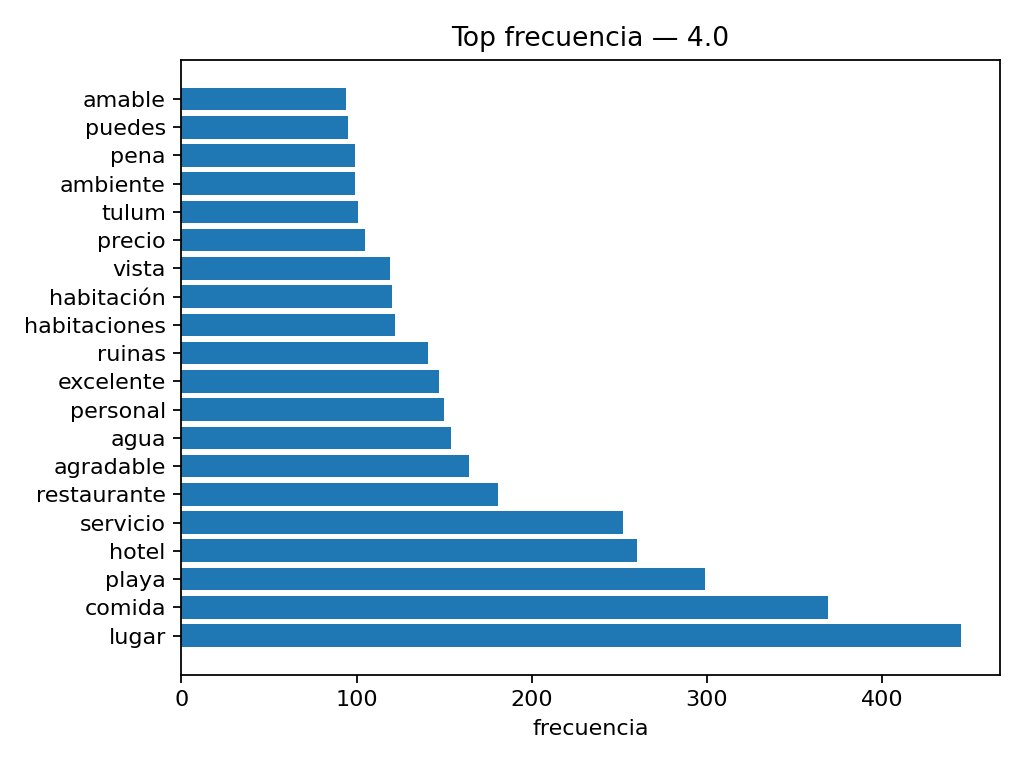 Top frecuencia — 4.0
amable
puedes
pena
ambiente
tulum
precio
vista
habitación
habitaciones
ruinas
excelente
personal
agua
agradable
restaurante
servicio
hotel
playa
comida
lugar
0 100 200 300 400
frecuencia